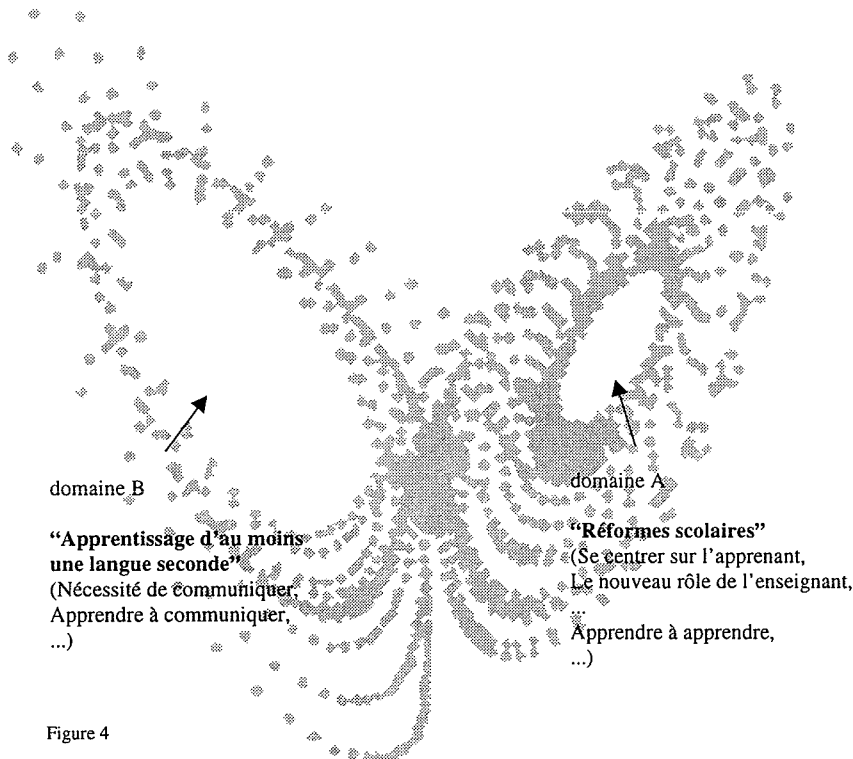 domaine B
“Apprentissage d’au moins
une langue seconde”
(Nécessité de communiquer,
Apprendre à communiquer,
...)
domaine A
“Réformes scolaires”
(Se centrer sur l’apprenant,
Le nouveau rôle de l’enseignant,
...
Apprendre à apprendre,
...)
Figure 4